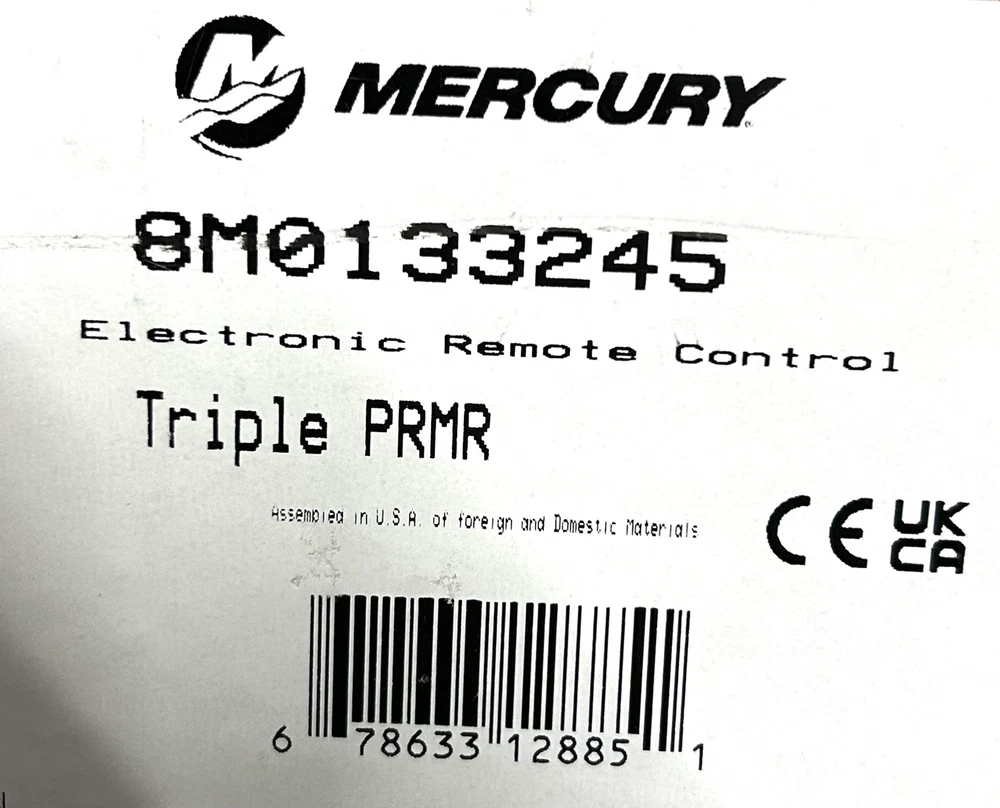 MERCURY
8M0133245
Electronic Remote Control
Triple PRMR
Assembled in U.S.A. of foreign and Domestic Materials
CE UK
CA
6 78633 12885 1